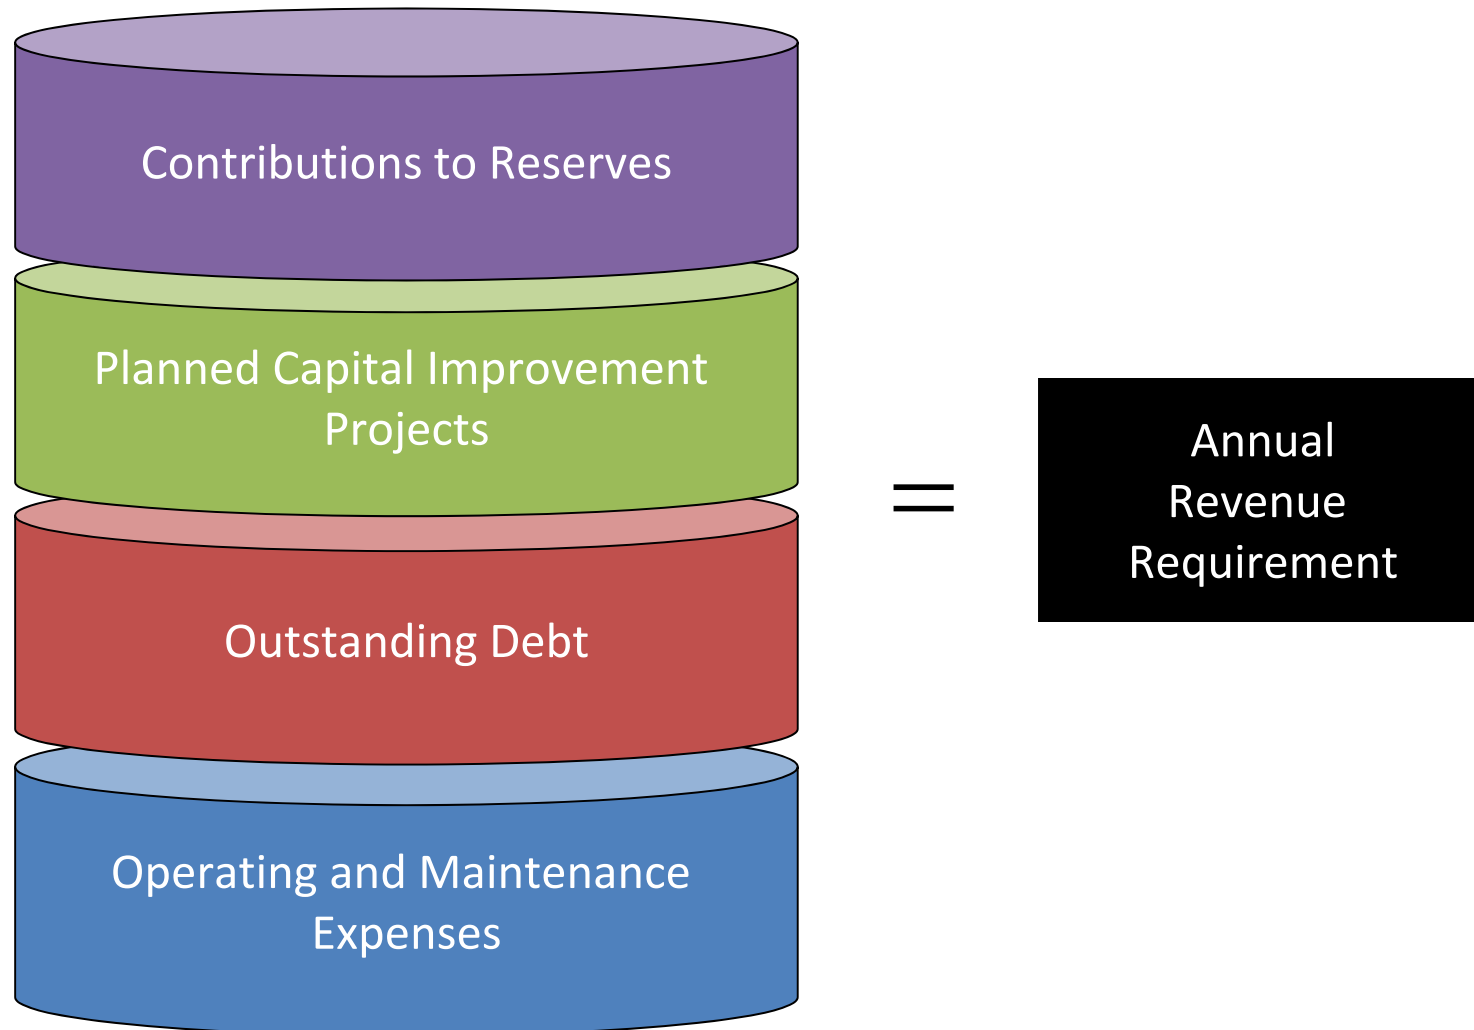 Contributions to Reserves
Planned Capital Improvement
Projects
Outstanding Debt
Operating and Maintenance
Expenses
=
Annual
Revenue
Requirement